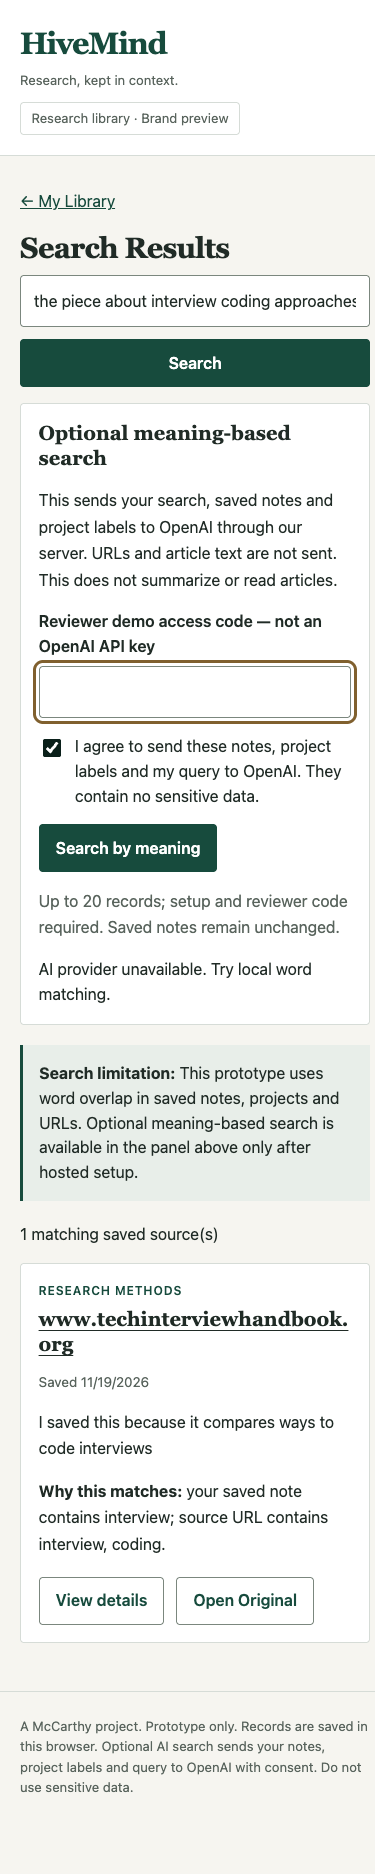 HiveMind
Research, kept in context.
Research library · Brand preview
← My Library
Search Results
the piece about interview coding approaches
Search
Optional meaning-based
search
This sends your search, saved notes and
project labels to OpenAI through our
server. URLs and article text are not sent.
This does not summarize or read articles.
Reviewer demo access code — not an
OpenAI API key
I agree to send these notes, project
labels and my query to OpenAI. They
contain no sensitive data.
Search by meaning
Up to 20 records; setup and reviewer code
required. Saved notes remain unchanged.
AI provider unavailable. Try local word
matching.
Search limitation: This prototype uses
word overlap in saved notes, projects and
URLs. Optional meaning-based search is
available in the panel above only after
hosted setup.
1 matching saved source(s)
RESEARCH METHODS
www.techinterviewhandbook.
org
Saved 11/19/2026
I saved this because it compares ways to
code interviews
Why this matches: your saved note
contains interview; source URL contains
interview, coding.
View details
Open Original
A McCarthy project. Prototype only. Records are saved in
this browser. Optional AI search sends your notes,
project labels and query to OpenAI with consent. Do not
use sensitive data.